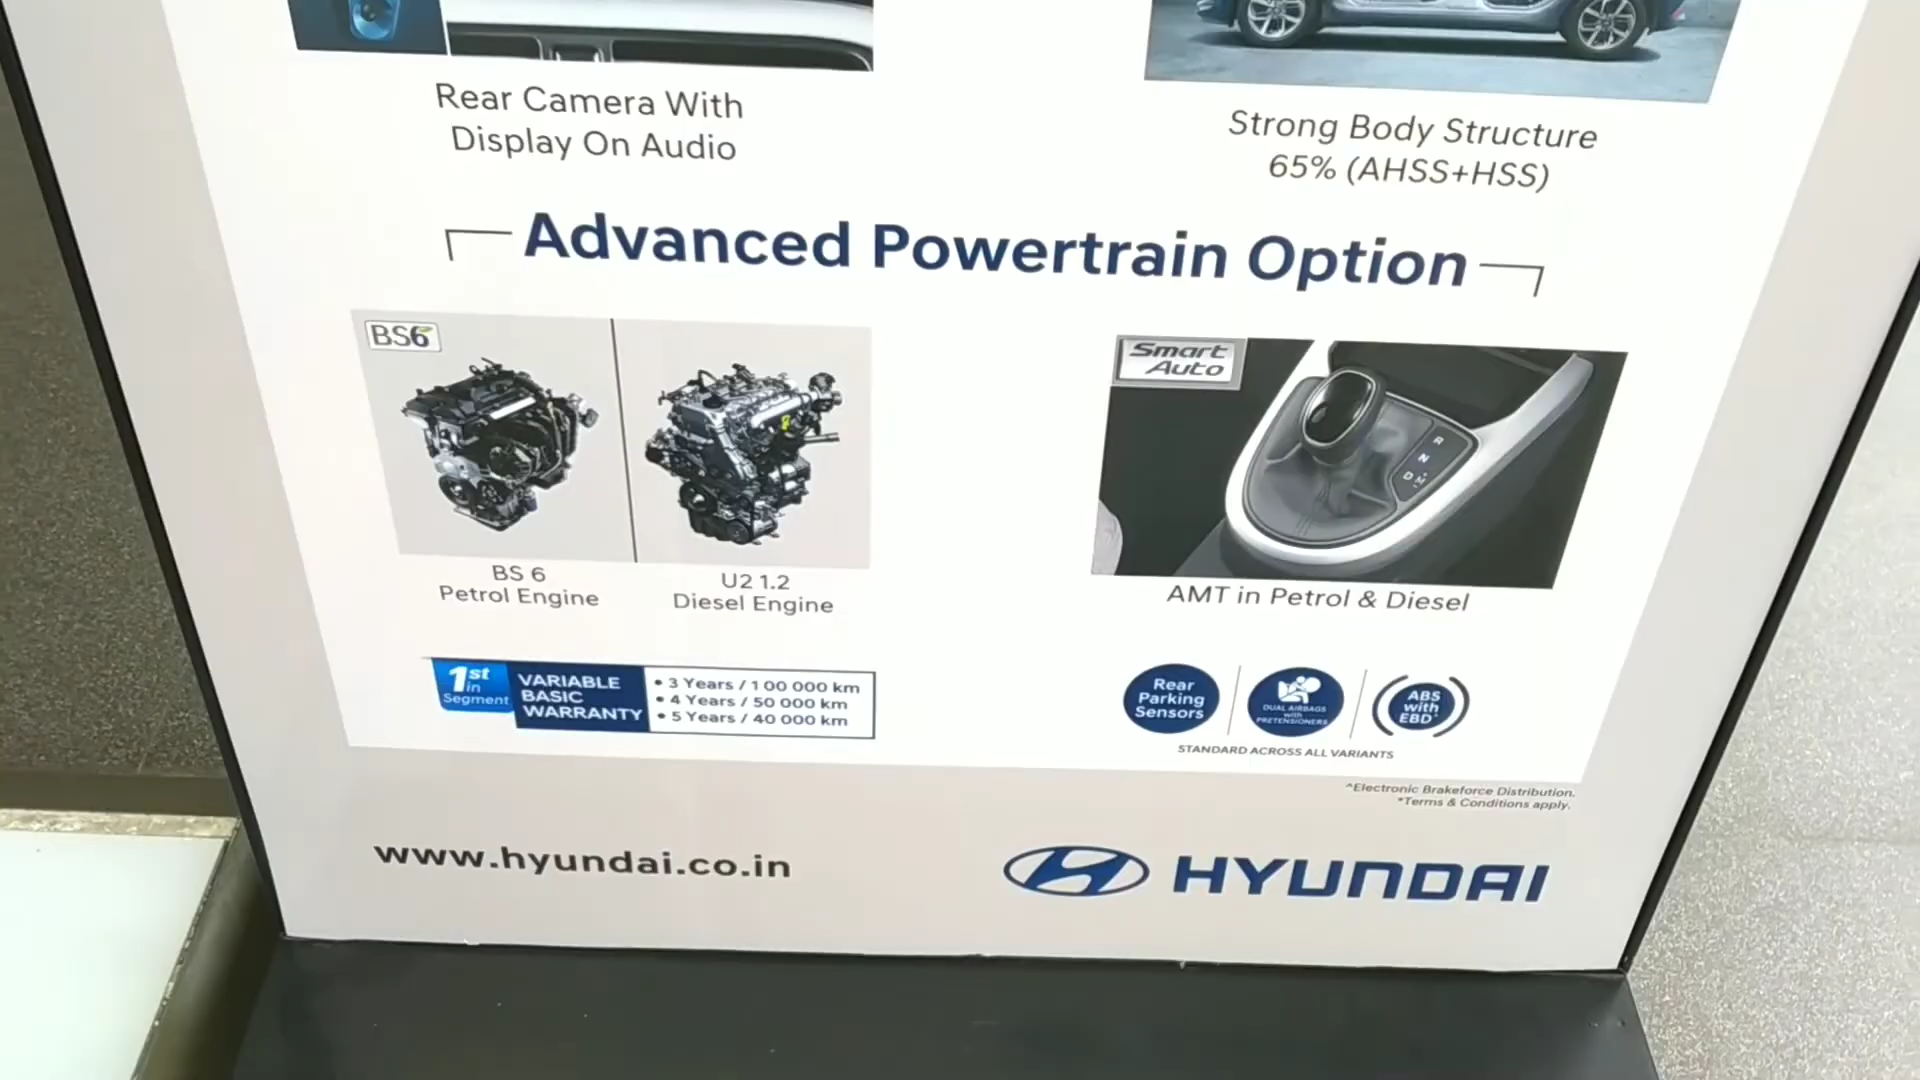 Rear Camera With
Display On Audio
Strong Body Structure
65% (AHSS+HSS)
Advanced Powertrain Option
BS6
BS 6
Petrol Engine
U2 1.2
Diesel Engine
Smart
Auto
R
N
D
M
AMT in Petrol & Diesel
1st
in
Segment
VARIABLE
BASIC
WARRANTY
• 3 Years / 100 000 km
• 4 Years / 50 000 km
• 5 Years / 40 000 km
Rear
Parking
Sensors
DUAL AIRBAGS
with
PRETENSIONERS
ABS
with
EBD^
STANDARD ACROSS ALL VARIANTS
^Electronic Brakeforce Distribution.
*Terms & Conditions apply.
www.hyundai.co.in
HYUNDAI